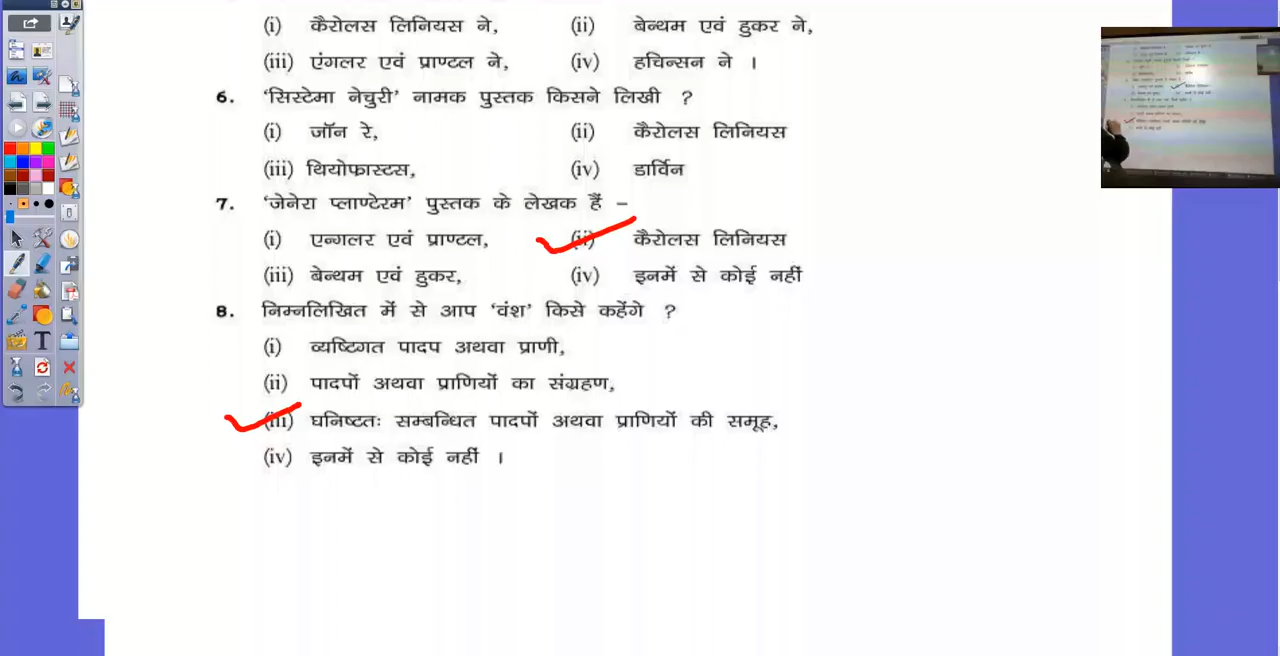 (i) कैरोलस लिनियस ने, (ii) बेन्थम एवं हुकर ने,
(iii) एंगलर एवं प्राण्टल ने, (iv) हचिन्सन ने ।
6. ‘सिस्टेमा नेचुरी’ नामक पुस्तक किसने लिखी ?
(i) जॉन रे, (ii) कैरोलस लिनियस
(iii) थियोफ्रास्टस, (iv) डार्विन
7. ‘जेनेरा प्लाण्टेरम’ पुस्तक के लेखक हैं –
(i) एन्गलर एवं प्राण्टल, (ii) कैरोलस लिनियस
(iii) बेन्थम एवं हुकर, (iv) इनमें से कोई नहीं
8. निम्नलिखित में से आप ‘वंश’ किसे कहेंगे ?
(i) व्यष्टिगत पादप अथवा प्राणी,
(ii) पादपों अथवा प्राणियों का संग्रहण,
(iii) घनिष्टतः सम्बन्धित पादपों अथवा प्राणियों की समूह,
(iv) इनमें से कोई नहीं ।